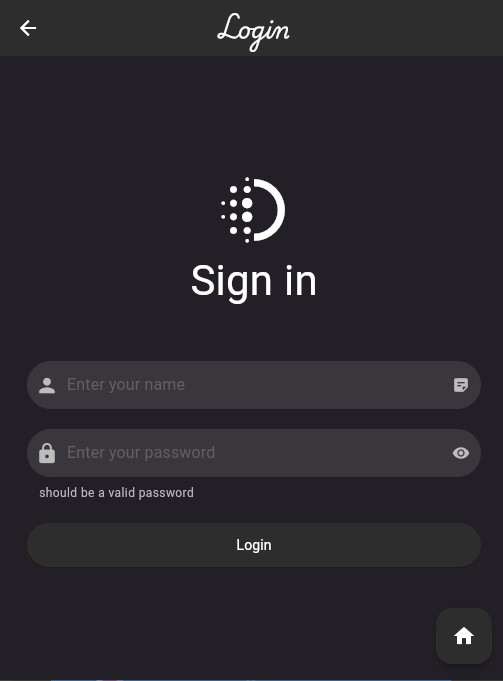 Login
Sign in
Enter your name
Enter your password
should be a valid password
Login